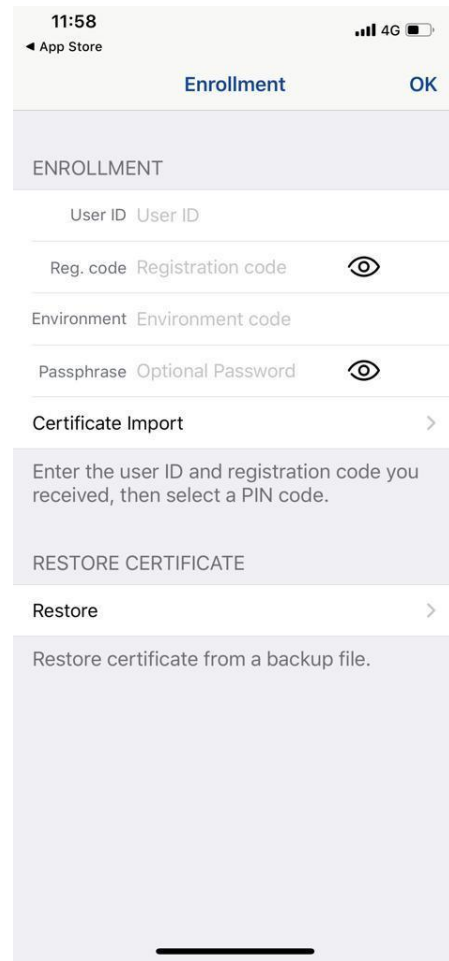 11:58
4G
◄ App Store
Enrollment OK
ENROLLMENT
User ID User ID
Reg. code Registration code
Environment Environment code
Passphrase Optional Password
Certificate Import
Enter the user ID and registration code you
received, then select a PIN code.
RESTORE CERTIFICATE
Restore
Restore certificate from a backup file.